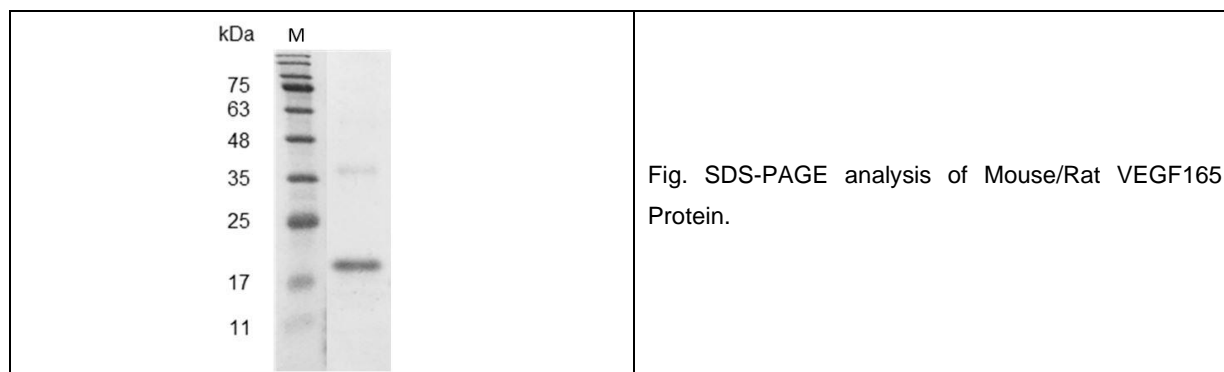 kDa M
75
63
48
35
25
17
11
Fig. SDS-PAGE analysis of Mouse/Rat VEGF165
Protein.